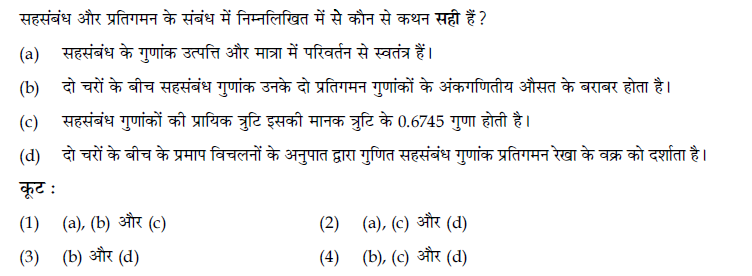 सहसंबंध और प्रतिगमन के संबंध में निम्नलिखित में से कौन से कथन सही हैं ?
(a) सहसंबंध के गुणांक उत्पत्ति और मात्रा में परिवर्तन से स्वतंत्र हैं।
(b) दो चरों के बीच सहसंबंध गुणांक उनके दो प्रतिगमन गुणांकों के अंकगणितीय औसत के बराबर होता है।
(c) सहसंबंध गुणांकों की प्रायिक त्रुटि इसकी मानक त्रुटि के 0.6745 गुणा होती है।
(d) दो चरों के बीच के प्रमाप विचलनों के अनुपात द्वारा गुणित सहसंबंध गुणांक प्रतिगमन रेखा के वक्र को दर्शाता है।
कूट :
(1) (a), (b) और (c) (2) (a), (c) और (d)
(3) (b) और (d) (4) (b), (c) और (d)